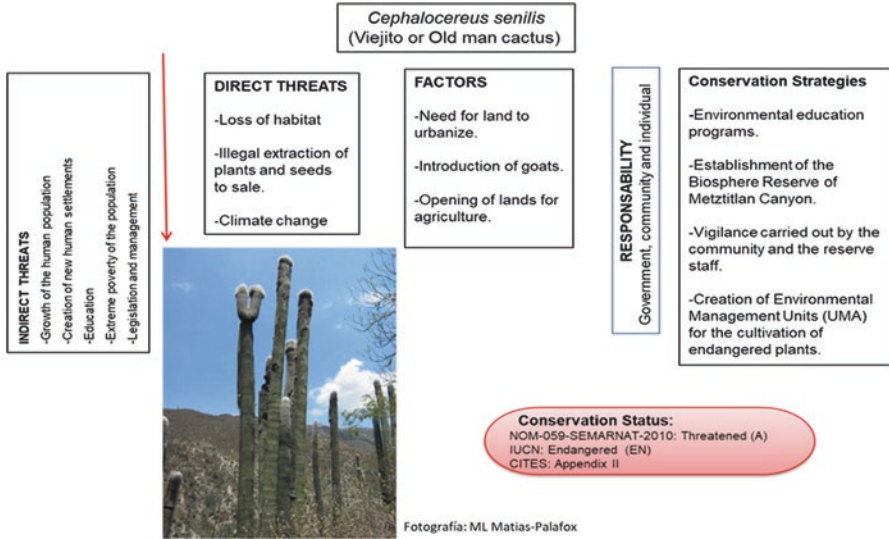 Cephalocereus senilis
(Viejito or Old man cactus)
INDIRECT THREATS
-Growth of the human population
-Creation of new human settlements
-Education
-Extreme poverty of the population
-Legislation and management
DIRECT THREATS
-Loss of habitat
-Illegal extraction of
plants and seeds
to sale.
-Climate change
FACTORS
-Need for land to
urbanize.
-Introduction of goats.
-Opening of lands for
agriculture.
RESPONSABILITY
Government, community and individual
Conservation Strategies
-Environmental education
programs.
-Establishment of the
Biosphere Reserve of
Metztitlan Canyon.
-Vigilance carried out by the
community and the reserve
staff.
-Creation of Environmental
Management Units (UMA)
for the cultivation of
endangered plants.
Conservation Status:
NOM-059-SEMARNAT-2010: Threatened (A)
IUCN: Endangered (EN)
CITES: Appendix II
Fotografía: ML Matias-Palafox